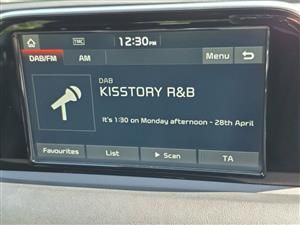 TMC 12:30PM
DAB/FM AM Menu
DAB
KISSTORY R&B
It's 1:30 on Monday afternoon - 28th April
Favourites List Scan TA